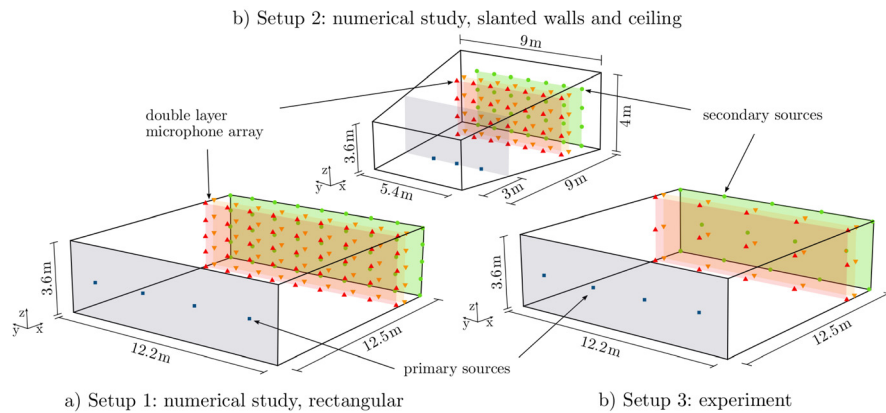 b) Setup 2: numerical study, slanted walls and ceiling
9m
double layer
microphone array
secondary sources
4m
3.6m
z
y x
5.4m
3m
9m
3.6m
z
y x
12.2m
12.5m
3.6m
z
y x
12.2m
12.5m
primary sources
a) Setup 1: numerical study, rectangular
b) Setup 3: experiment